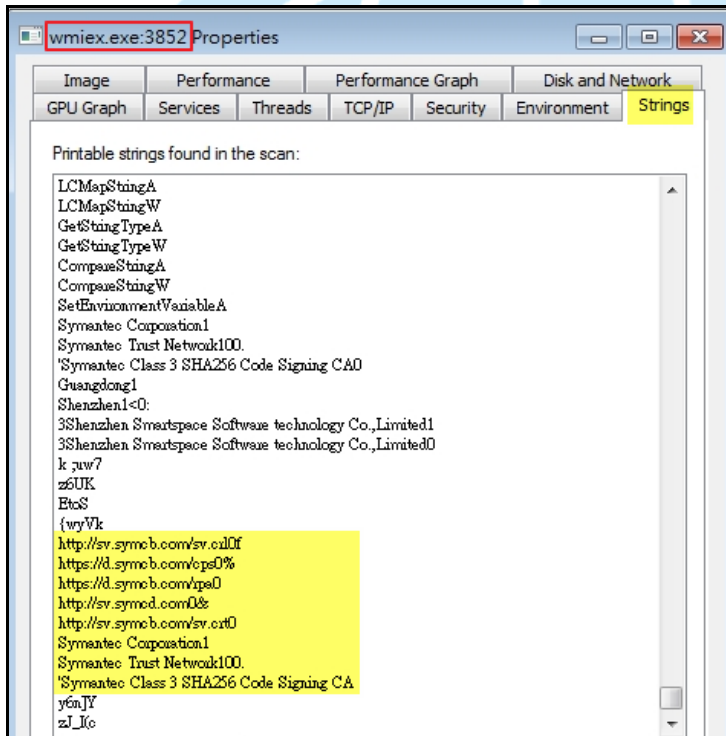 wmiex.exe:3852 Properties
Image Performance Performance Graph Disk and Network
GPU Graph Services Threads TCP/IP Security Environment Strings
Printable strings found in the scan:
LCMapStringA
LCMapStringW
GetStringTypeA
GetStringTypeW
CompareStringA
CompareStringW
SetEnvironmentVariableA
Symantec Corporation1
Symantec Trust Network100.
'Symantec Class 3 SHA256 Code Signing CA0
Guangdong1
Shenzhen1<0:
3Shenzhen Smartspace Software technology Co.,Limited1
3Shenzhen Smartspace Software technology Co.,Limited0
k ;uw7
z6UK
EtoS
{wyVk
http://sv.symcb.com/sv.crl0f
https://d.symcb.com/cps0%
https://d.symcb.com/rpa0
http://sv.symcd.com0&
http://sv.symcb.com/sv.crt0
Symantec Corporation1
Symantec Trust Network100.
'Symantec Class 3 SHA256 Code Signing CA
y6n]Y
zJ_I(c